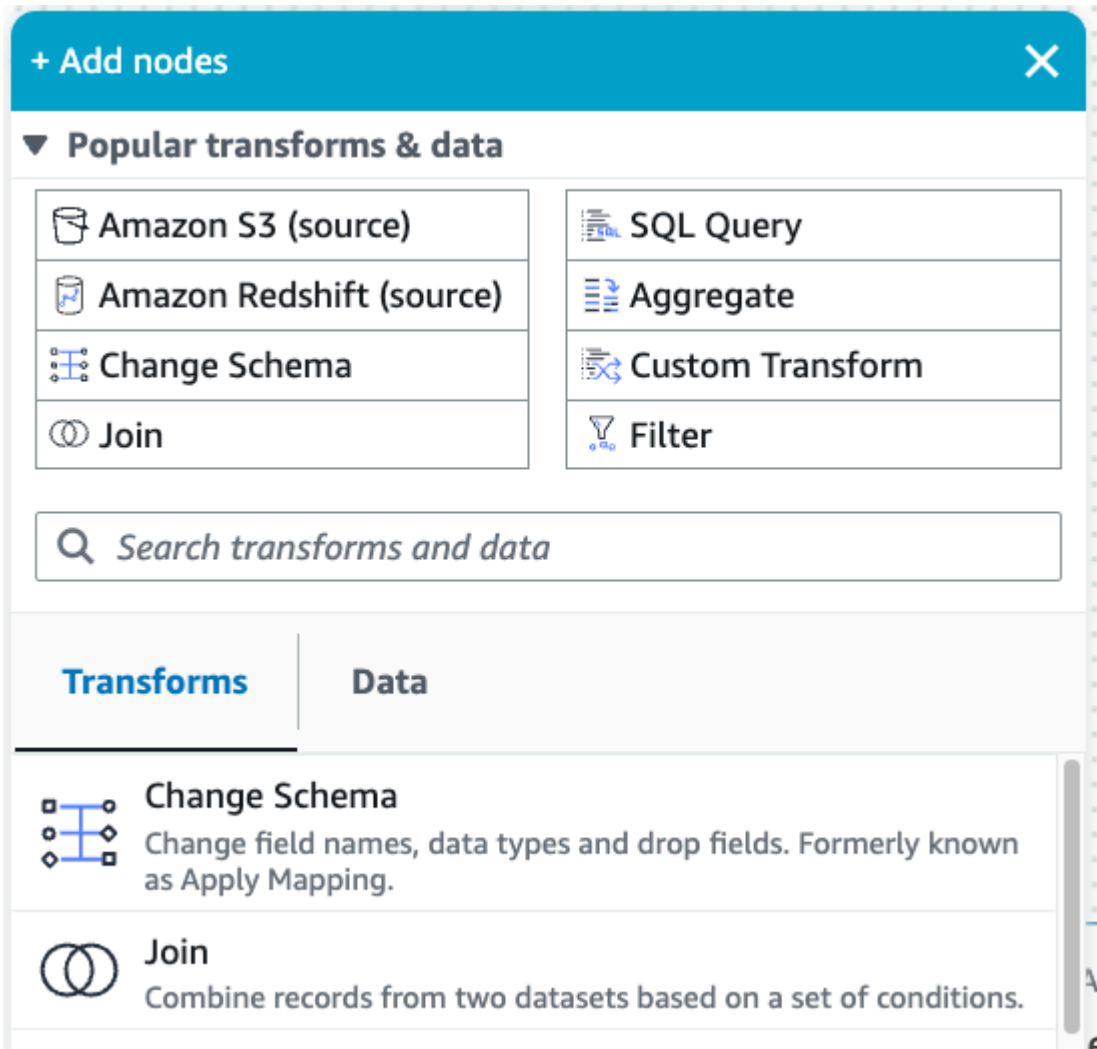 + Add nodes
Popular transforms & data
Amazon S3 (source)
SQL Query
Amazon Redshift (source)
Aggregate
Change Schema
Custom Transform
Join
Filter
Search transforms and data
Transforms
Data
Change Schema
Change field names, data types and drop fields. Formerly known
as Apply Mapping.
Join
Combine records from two datasets based on a set of conditions.